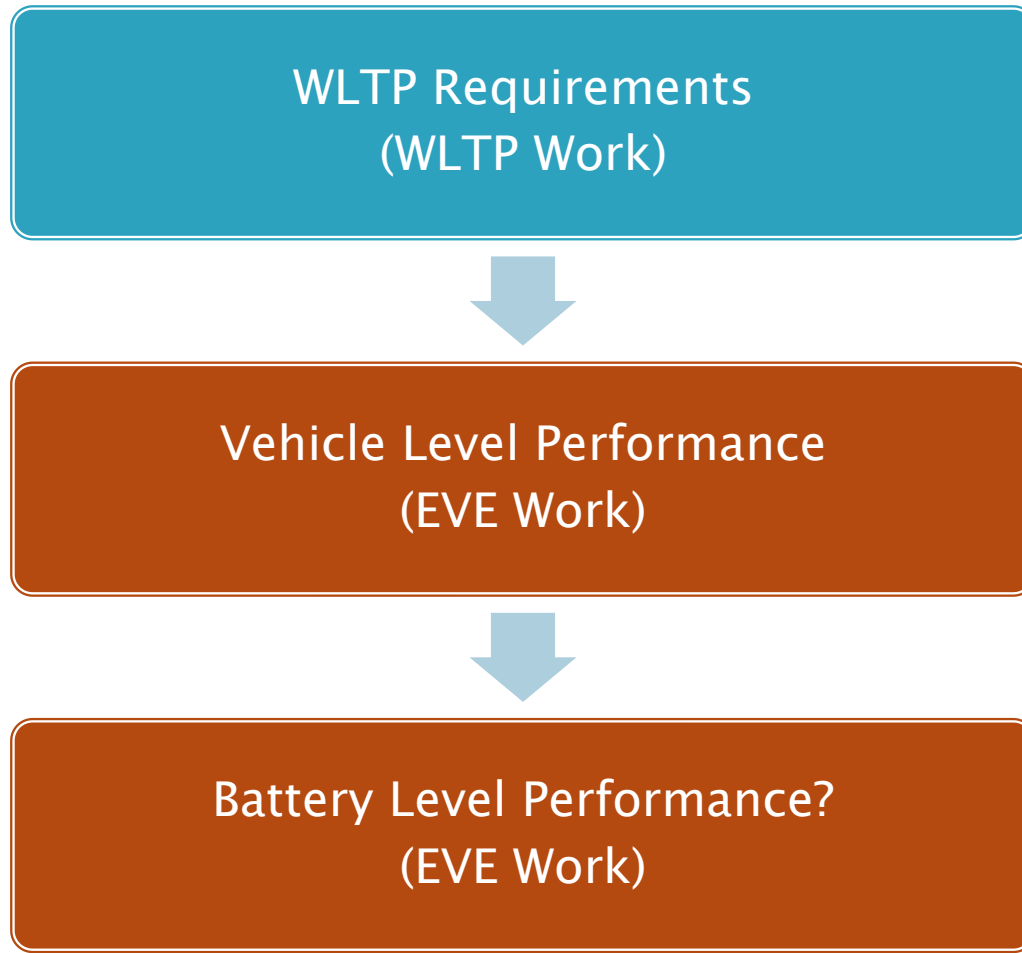 WLTP Requirements
(WLTP Work)
Vehicle Level Performance
(EVE Work)
Battery Level Performance?
(EVE Work)